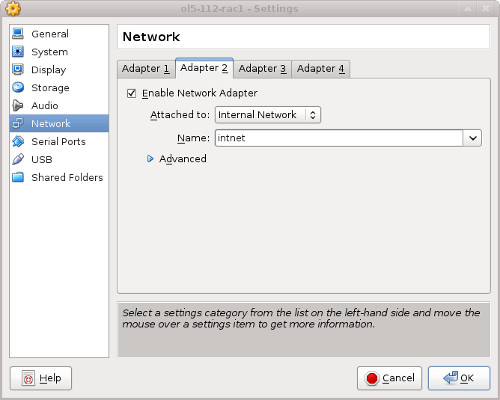 ol5-112-rac1 - Settings
General
System
Display
Storage
Audio
Network
Serial Ports
USB
Shared Folders
Network
Adapter 1 Adapter 2 Adapter 3 Adapter 4
Enable Network Adapter
Attached to: Internal Network
Name: intnet
Advanced
Select a settings category from the list on the left-hand side and move the
mouse over a settings item to get more information.
Help Cancel OK